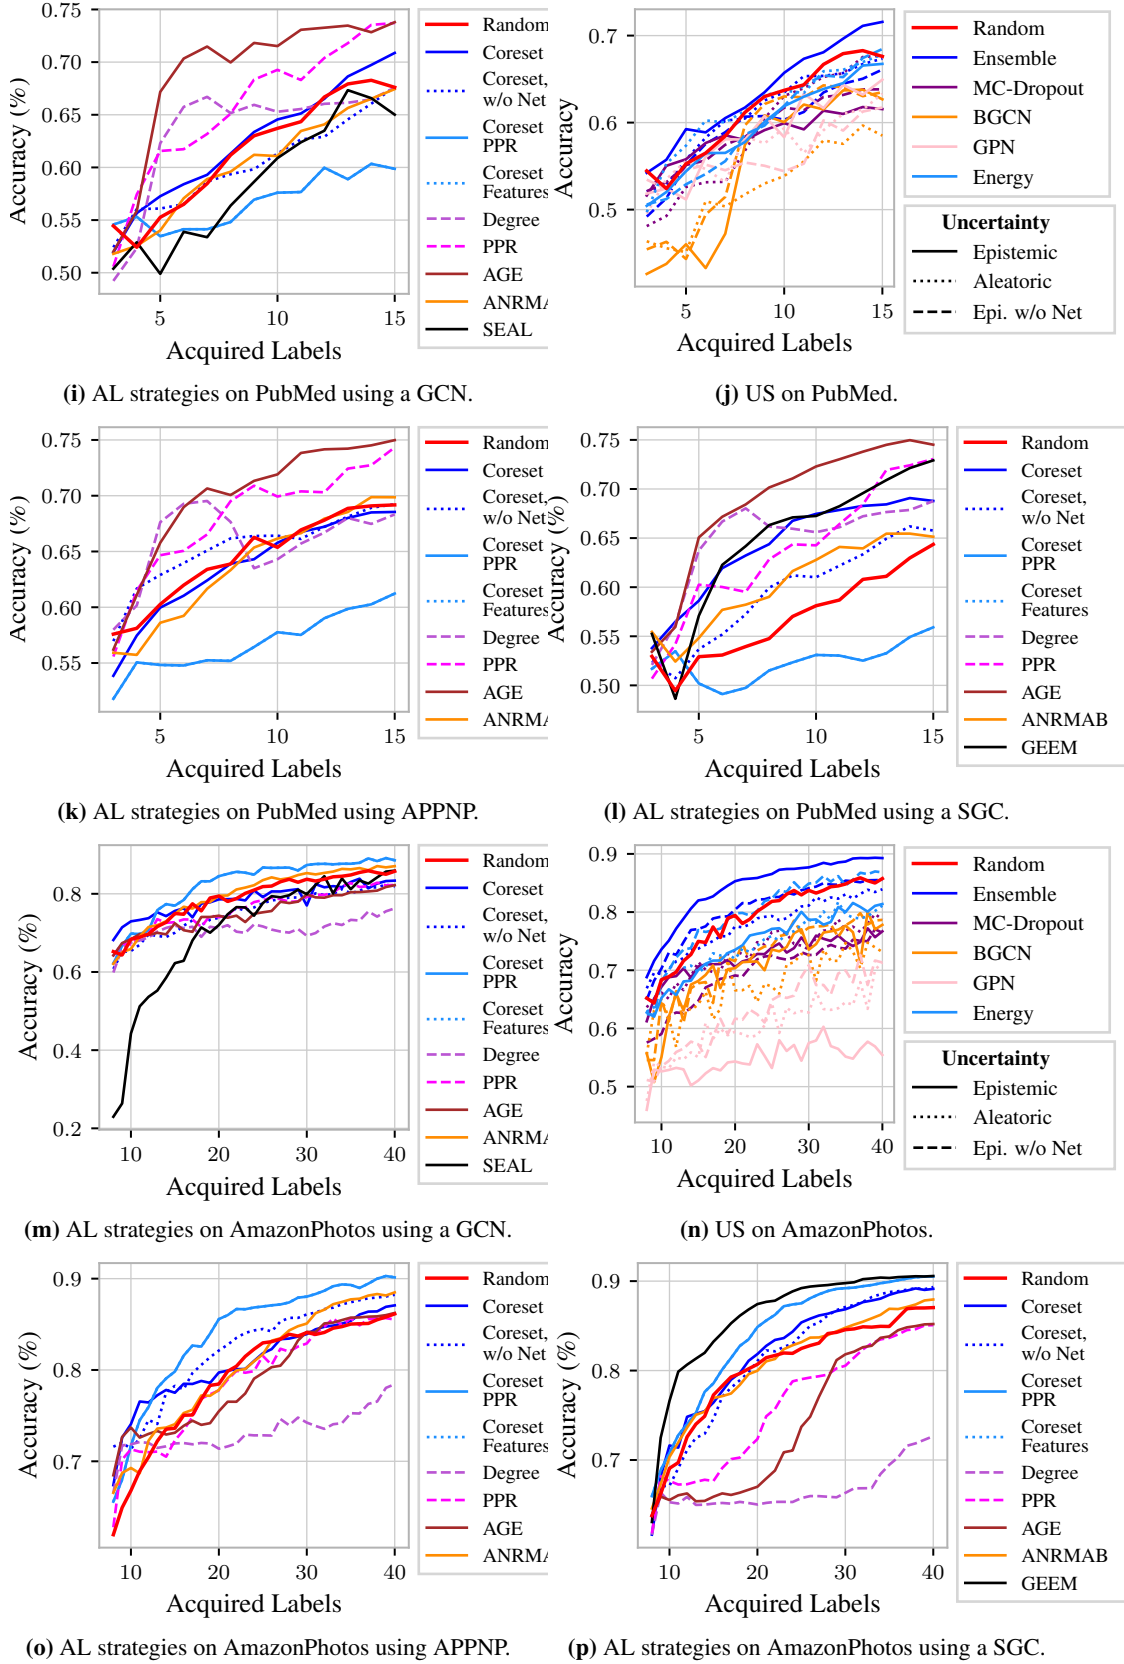 0.75
0.70
0.65
0.60
0.55
0.50
Accuracy (%)
5
10
15
Acquired Labels
Random
Coreset
Coreset,
w/o Net
Coreset
PPR
Coreset
Features
Degree
PPR
AGE
ANRMA
SEAL
(i) AL strategies on PubMed using a GCN.
0.7
0.6
0.5
Accuracy
5
10
15
Acquired Labels
Random
Ensemble
MC-Dropout
BGCN
GPN
Energy
Uncertainty
Epistemic
Aleatoric
Epi. w/o Net
(j) US on PubMed.
0.75
0.70
0.65
0.60
0.55
Accuracy (%)
5
10
15
Acquired Labels
Random
Coreset
Coreset,
w/o Net
Coreset
PPR
Coreset
Features
Degree
PPR
AGE
ANRMA
(k) AL strategies on PubMed using APPNP.
0.75
0.70
0.65
0.60
0.55
0.50
Accuracy (%)
5
10
15
Acquired Labels
Random
Coreset
Coreset,
w/o Net
Coreset
PPR
Coreset
Features
Degree
PPR
AGE
ANRMAB
GEEM
(l) AL strategies on PubMed using a SGC.
0.8
0.6
0.4
0.2
Accuracy (%)
10
20
30
40
Acquired Labels
Random
Coreset
Coreset,
w/o Net
Coreset
PPR
Coreset
Features
Degree
PPR
AGE
ANRMA
SEAL
(m) AL strategies on AmazonPhotos using a GCN.
0.9
0.8
0.7
0.6
0.5
Accuracy
10
20
30
40
Acquired Labels
Random
Ensemble
MC-Dropout
BGCN
GPN
Energy
Uncertainty
Epistemic
Aleatoric
Epi. w/o Net
(n) US on AmazonPhotos.
0.9
0.8
0.7
Accuracy (%)
10
20
30
40
Acquired Labels
Random
Coreset
Coreset,
w/o Net
Coreset
PPR
Coreset
Features
Degree
PPR
AGE
ANRMA
(o) AL strategies on AmazonPhotos using APPNP.
0.9
0.8
0.7
Accuracy (%)
10
20
30
40
Acquired Labels
Random
Coreset
Coreset,
w/o Net
Coreset
PPR
Coreset
Features
Degree
PPR
AGE
ANRMAB
GEEM
(p) AL strategies on AmazonPhotos using a SGC.